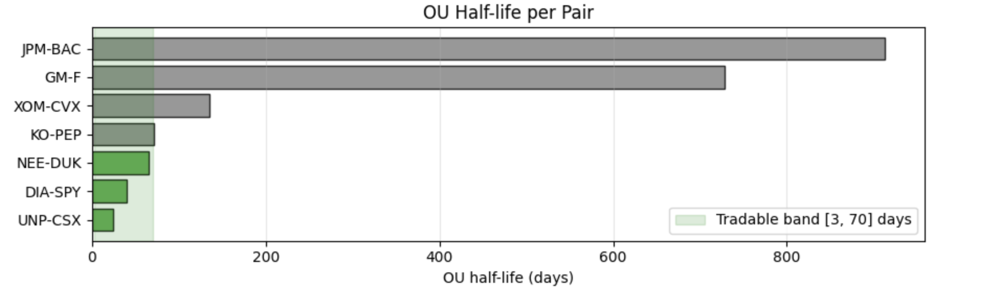 OU Half-life per Pair
JPM-BAC
GM-F
XOM-CVX
KO-PEP
NEE-DUK
DIA-SPY
UNP-CSX
Tradable band [3, 70] days
0 200 400 600 800
OU half-life (days)